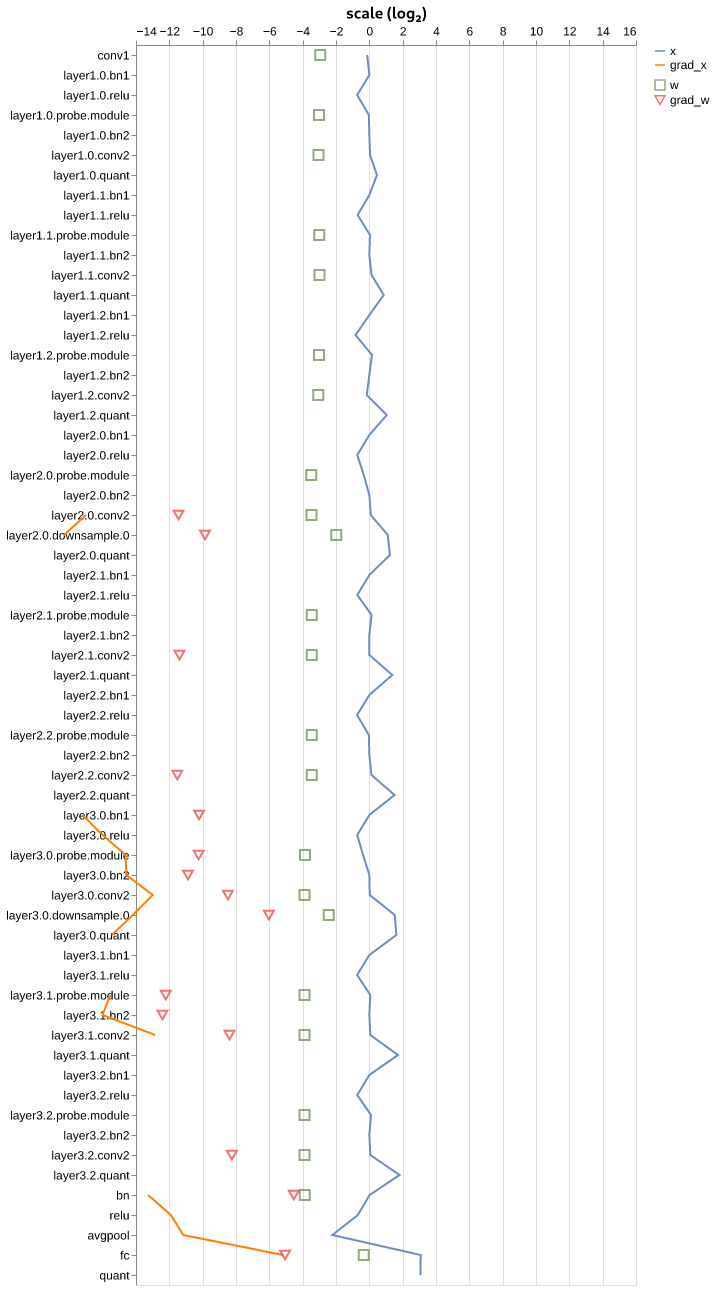 scale (log₂)
−14 −12 −10 −8 −6 −4 −2 0 2 4 6 8 10 12 14 16
x
grad_x
w
grad_w
conv1
layer1.0.bn1
layer1.0.relu
layer1.0.probe.module
layer1.0.bn2
layer1.0.conv2
layer1.0.quant
layer1.1.bn1
layer1.1.relu
layer1.1.probe.module
layer1.1.bn2
layer1.1.conv2
layer1.1.quant
layer1.2.bn1
layer1.2.relu
layer1.2.probe.module
layer1.2.bn2
layer1.2.conv2
layer1.2.quant
layer2.0.bn1
layer2.0.relu
layer2.0.probe.module
layer2.0.bn2
layer2.0.conv2
layer2.0.downsample.0
layer2.0.quant
layer2.1.bn1
layer2.1.relu
layer2.1.probe.module
layer2.1.bn2
layer2.1.conv2
layer2.1.quant
layer2.2.bn1
layer2.2.relu
layer2.2.probe.module
layer2.2.bn2
layer2.2.conv2
layer2.2.quant
layer3.0.bn1
layer3.0.relu
layer3.0.probe.module
layer3.0.bn2
layer3.0.conv2
layer3.0.downsample.0
layer3.0.quant
layer3.1.bn1
layer3.1.relu
layer3.1.probe.module
layer3.1.bn2
layer3.1.conv2
layer3.1.quant
layer3.2.bn1
layer3.2.relu
layer3.2.probe.module
layer3.2.bn2
layer3.2.conv2
layer3.2.quant
bn
relu
avgpool
fc
quant